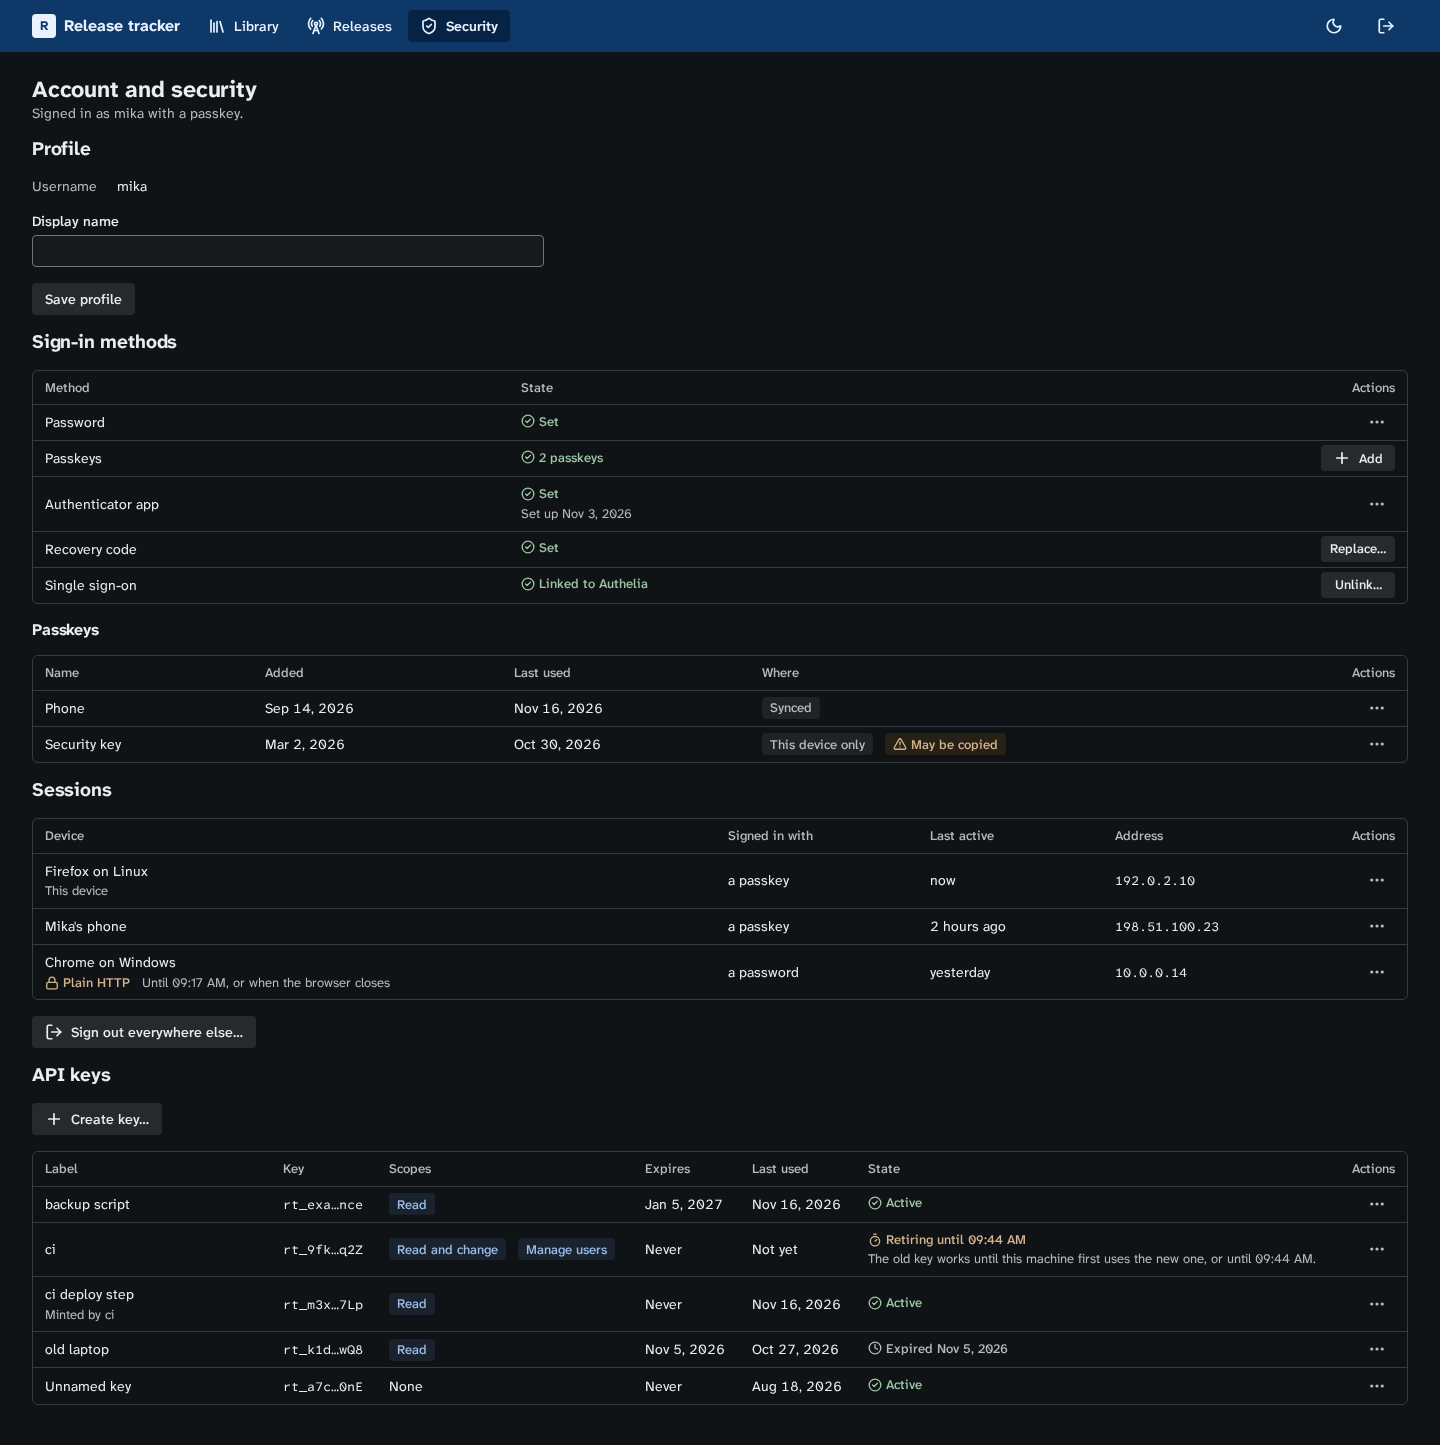 R Release tracker Library Releases Security
Account and security
Signed in as mika with a passkey.
Profile
Username mika
Display name
Save profile
Sign-in methods
Method State Actions
Password Set
Passkeys 2 passkeys Add
Authenticator app Set
Set up Nov 3, 2026
Recovery code Set Replace...
Single sign-on Linked to Authelia Unlink...
Passkeys
Name Added Last used Where Actions
Phone Sep 14, 2026 Nov 16, 2026 Synced
Security key Mar 2, 2026 Oct 30, 2026 This device only May be copied
Sessions
Device Signed in with Last active Address Actions
Firefox on Linux a passkey now 192.0.2.10
This device
Mika's phone a passkey 2 hours ago 198.51.100.23
Chrome on Windows a password yesterday 10.0.0.14
Plain HTTP Until 09:17 AM, or when the browser closes
Sign out everywhere else...
API keys
Create key...
Label Key Scopes Expires Last used State Actions
backup script rt_exa…nce Read Jan 5, 2027 Nov 16, 2026 Active
ci rt_9fk…q2Z Read and change Manage users Never Not yet Retiring until 09:44 AM
The old key works until this machine first uses the new one, or until 09:44 AM.
ci deploy step rt_m3x…7Lp Read Never Nov 16, 2026 Active
Minted by ci
old laptop rt_k1d…wQ8 Read Nov 5, 2026 Oct 27, 2026 Expired Nov 5, 2026
Unnamed key rt_a7c…0nE None Never Aug 18, 2026 Active